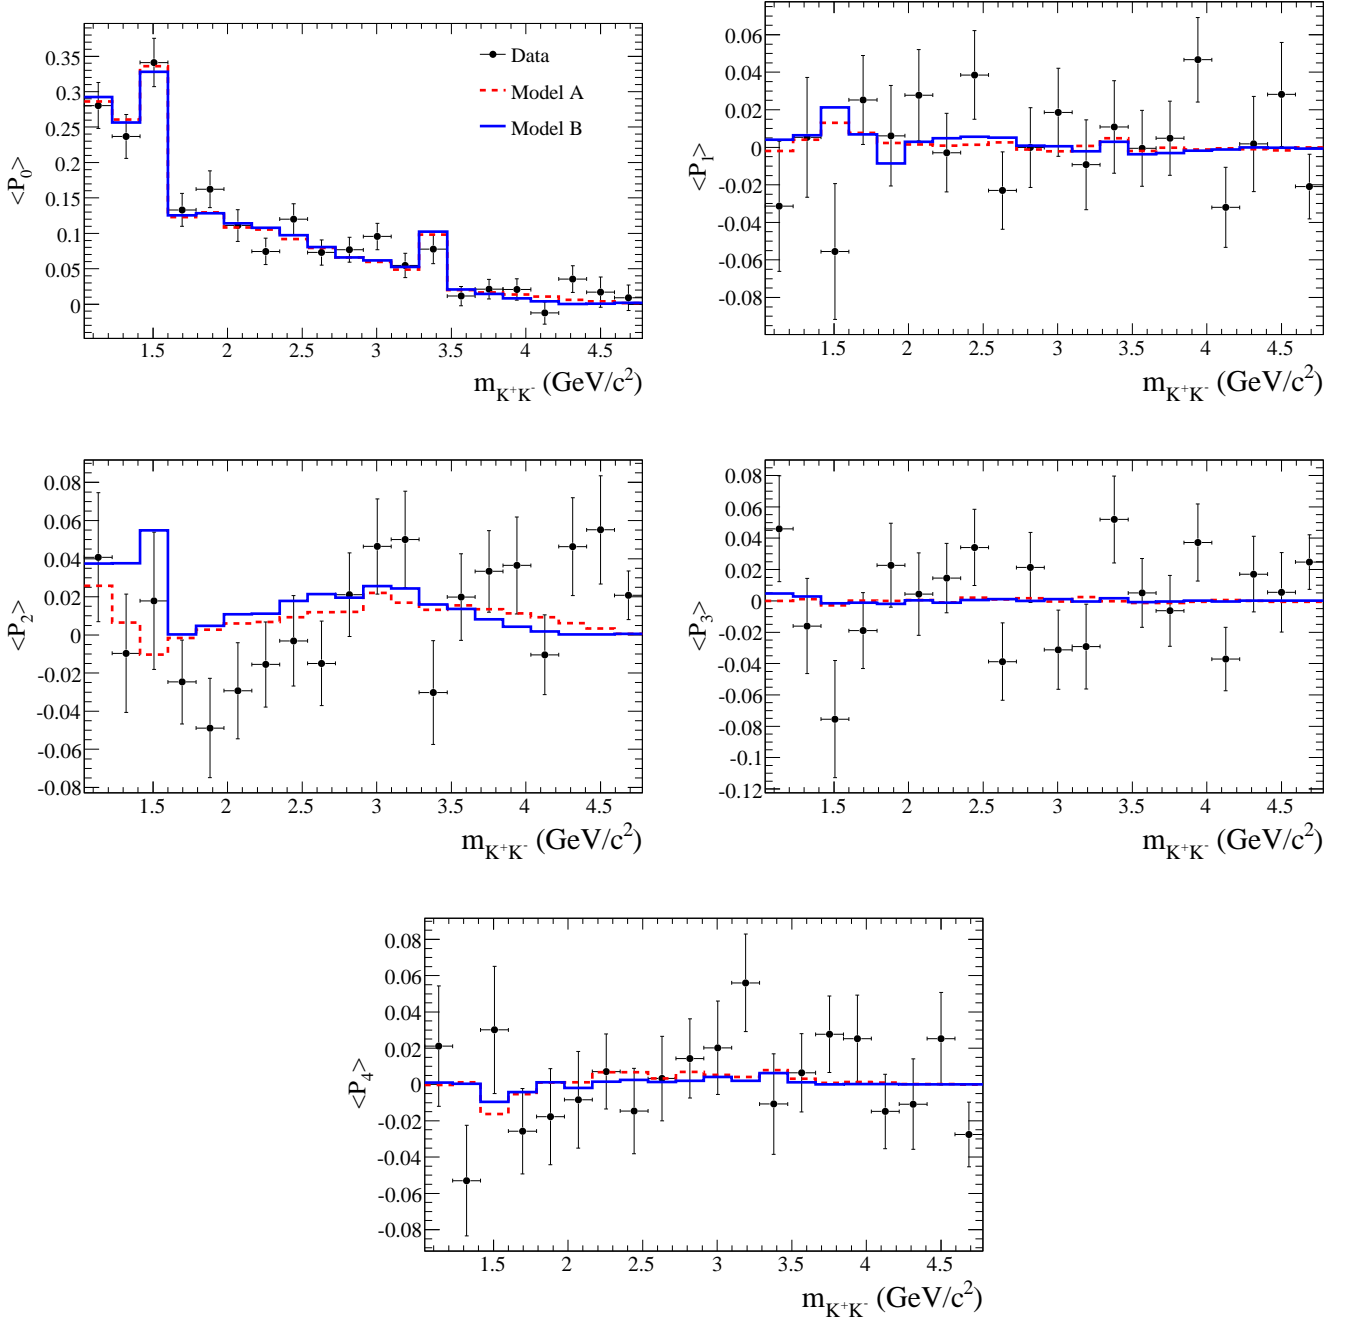 <P0>
0.35
0.3
0.25
0.2
0.15
0.1
0.05
0
Data
Model A
Model B
1.5 2 2.5 3 3.5 4 4.5
mK+K- (GeV/c2)
<P1>
0.06
0.04
0.02
0
-0.02
-0.04
-0.06
-0.08
1.5 2 2.5 3 3.5 4 4.5
mK+K- (GeV/c2)
<P2>
0.08
0.06
0.04
0.02
0
-0.02
-0.04
-0.06
-0.08
1.5 2 2.5 3 3.5 4 4.5
mK+K- (GeV/c2)
<P3>
0.08
0.06
0.04
0.02
0
-0.02
-0.04
-0.06
-0.08
-0.1
-0.12
1.5 2 2.5 3 3.5 4 4.5
mK+K- (GeV/c2)
<P4>
0.08
0.06
0.04
0.02
0
-0.02
-0.04
-0.06
-0.08
1.5 2 2.5 3 3.5 4 4.5
mK+K- (GeV/c2)